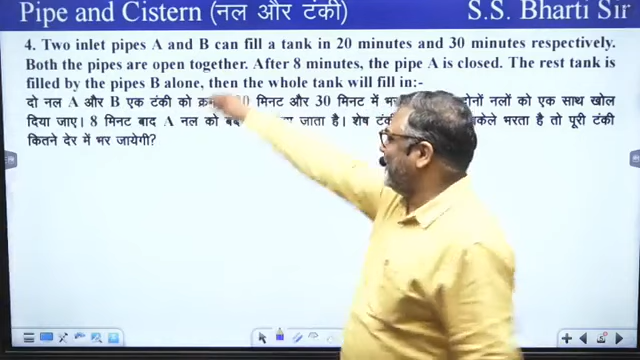 Pipe and Cistern (नल और टंकी) S.S. Bharti Sir
4. Two inlet pipes A and B can fill a tank in 20 minutes and 30 minutes respectively.
Both the pipes are open together. After 8 minutes, the pipe A is closed. The rest tank is
filled by the pipes B alone, then the whole tank will fill in:-
दो नल A और B एक टंकी को 20 मिनट और 30 मिनट में दोनों नलों को एक साथ खोल
दिया जाए। 8 मिनट बाद A नल को जाता है। शेष भरता है तो पूरी टंकी
कितने देर में भर जायेगी?